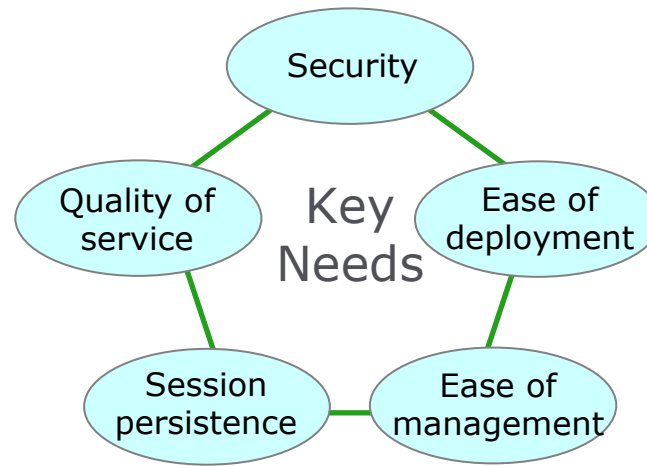 Security
Quality of
service
Key
Needs
Ease of
deployment
Session
persistence
Ease of
management